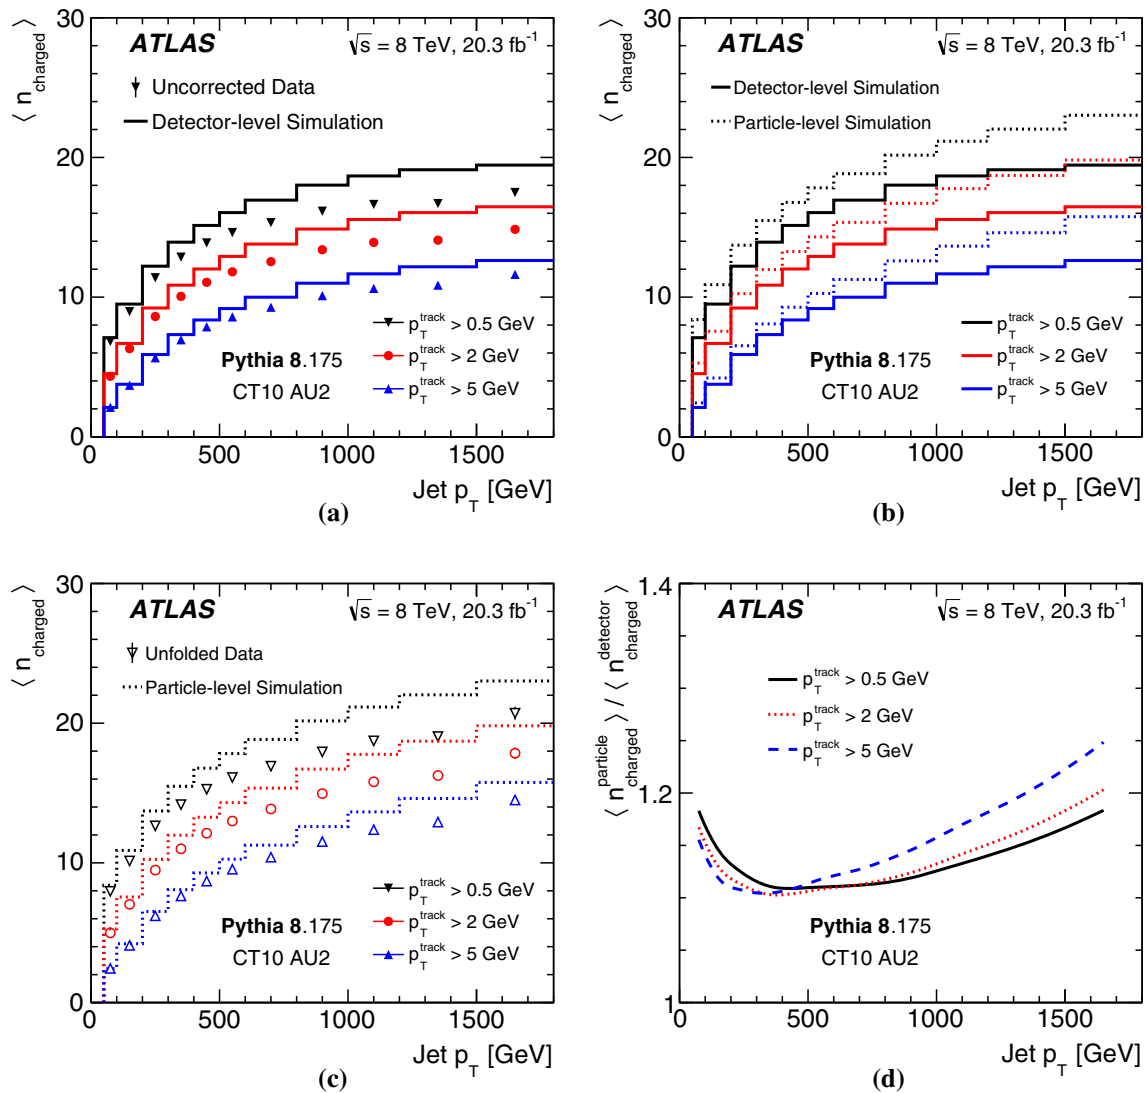 ⟨ n_charged ⟩
30
20
10
0
ATLAS
√s = 8 TeV, 20.3 fb⁻¹
Uncorrected Data
Detector-level Simulation
p_T^track > 0.5 GeV
p_T^track > 2 GeV
p_T^track > 5 GeV
Pythia 8.175
CT10 AU2
0 500 1000 1500
Jet p_T [GeV]
(a)
⟨ n_charged ⟩
30
20
10
0
ATLAS
√s = 8 TeV, 20.3 fb⁻¹
Detector-level Simulation
Particle-level Simulation
p_T^track > 0.5 GeV
p_T^track > 2 GeV
p_T^track > 5 GeV
Pythia 8.175
CT10 AU2
0 500 1000 1500
Jet p_T [GeV]
(b)
⟨ n_charged ⟩
30
20
10
0
ATLAS
√s = 8 TeV, 20.3 fb⁻¹
Unfolded Data
Particle-level Simulation
p_T^track > 0.5 GeV
p_T^track > 2 GeV
p_T^track > 5 GeV
Pythia 8.175
CT10 AU2
0 500 1000 1500
Jet p_T [GeV]
(c)
⟨ n_charged^particle ⟩ / ⟨ n_charged^detector ⟩
1.4
1.2
1
ATLAS
√s = 8 TeV, 20.3 fb⁻¹
p_T^track > 0.5 GeV
p_T^track > 2 GeV
p_T^track > 5 GeV
Pythia 8.175
CT10 AU2
0 500 1000 1500
Jet p_T [GeV]
(d)